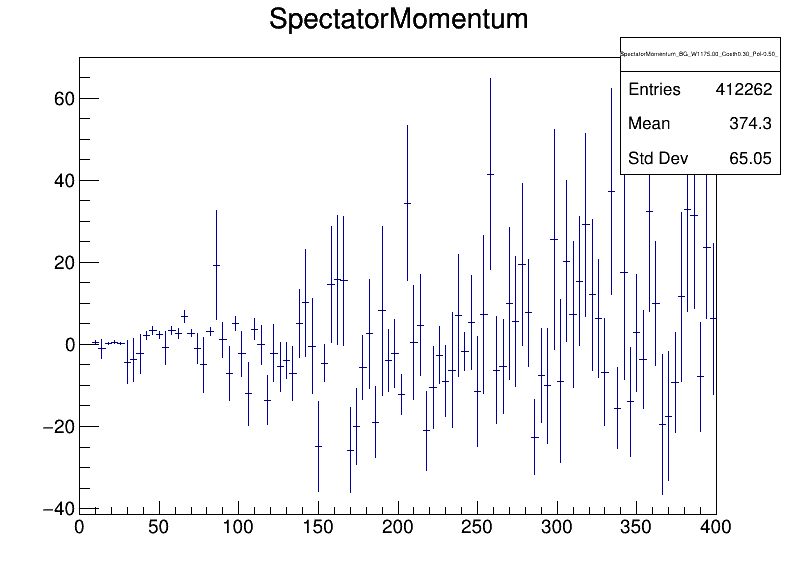 SpectatorMomentum
SpectatorMomentum_BG_W1175.00_Costh0.30_Pol-0.50_
Entries 412262
Mean 374.3
Std Dev 65.05
60
40
20
0
−20
−40
0 50 100 150 200 250 300 350 400